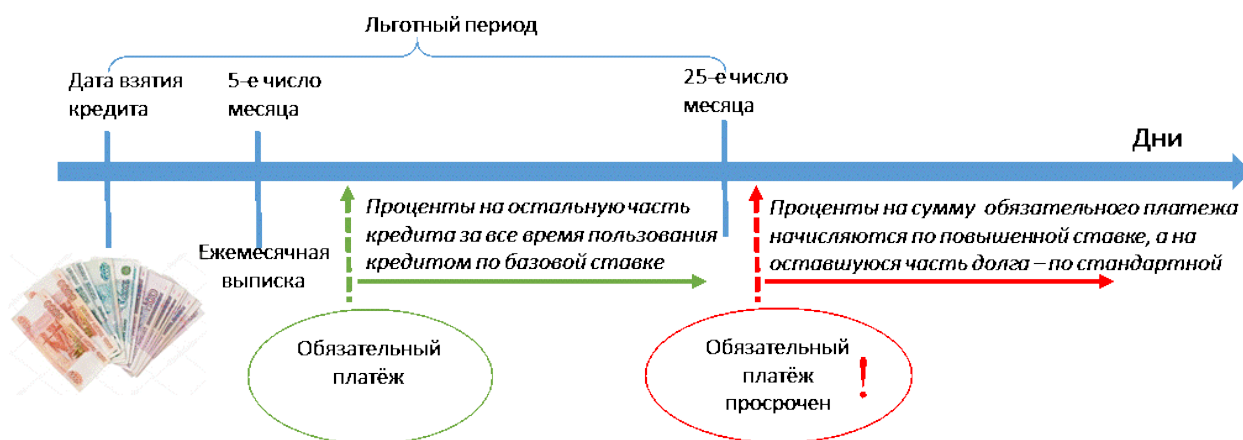 Льготный период
Дата взятия
кредита
5-е число
месяца
25-е число
месяца
Дни
Ежемесячная
выписка
Проценты на остальную часть
кредита за все время пользования
кредитом по базовой ставке
Проценты на сумму обязательного платежа
начисляются по повышенной ставке, а на
оставшуюся часть долга – по стандартной
Обязательный
платёж
Обязательный
платёж
просрочен
!